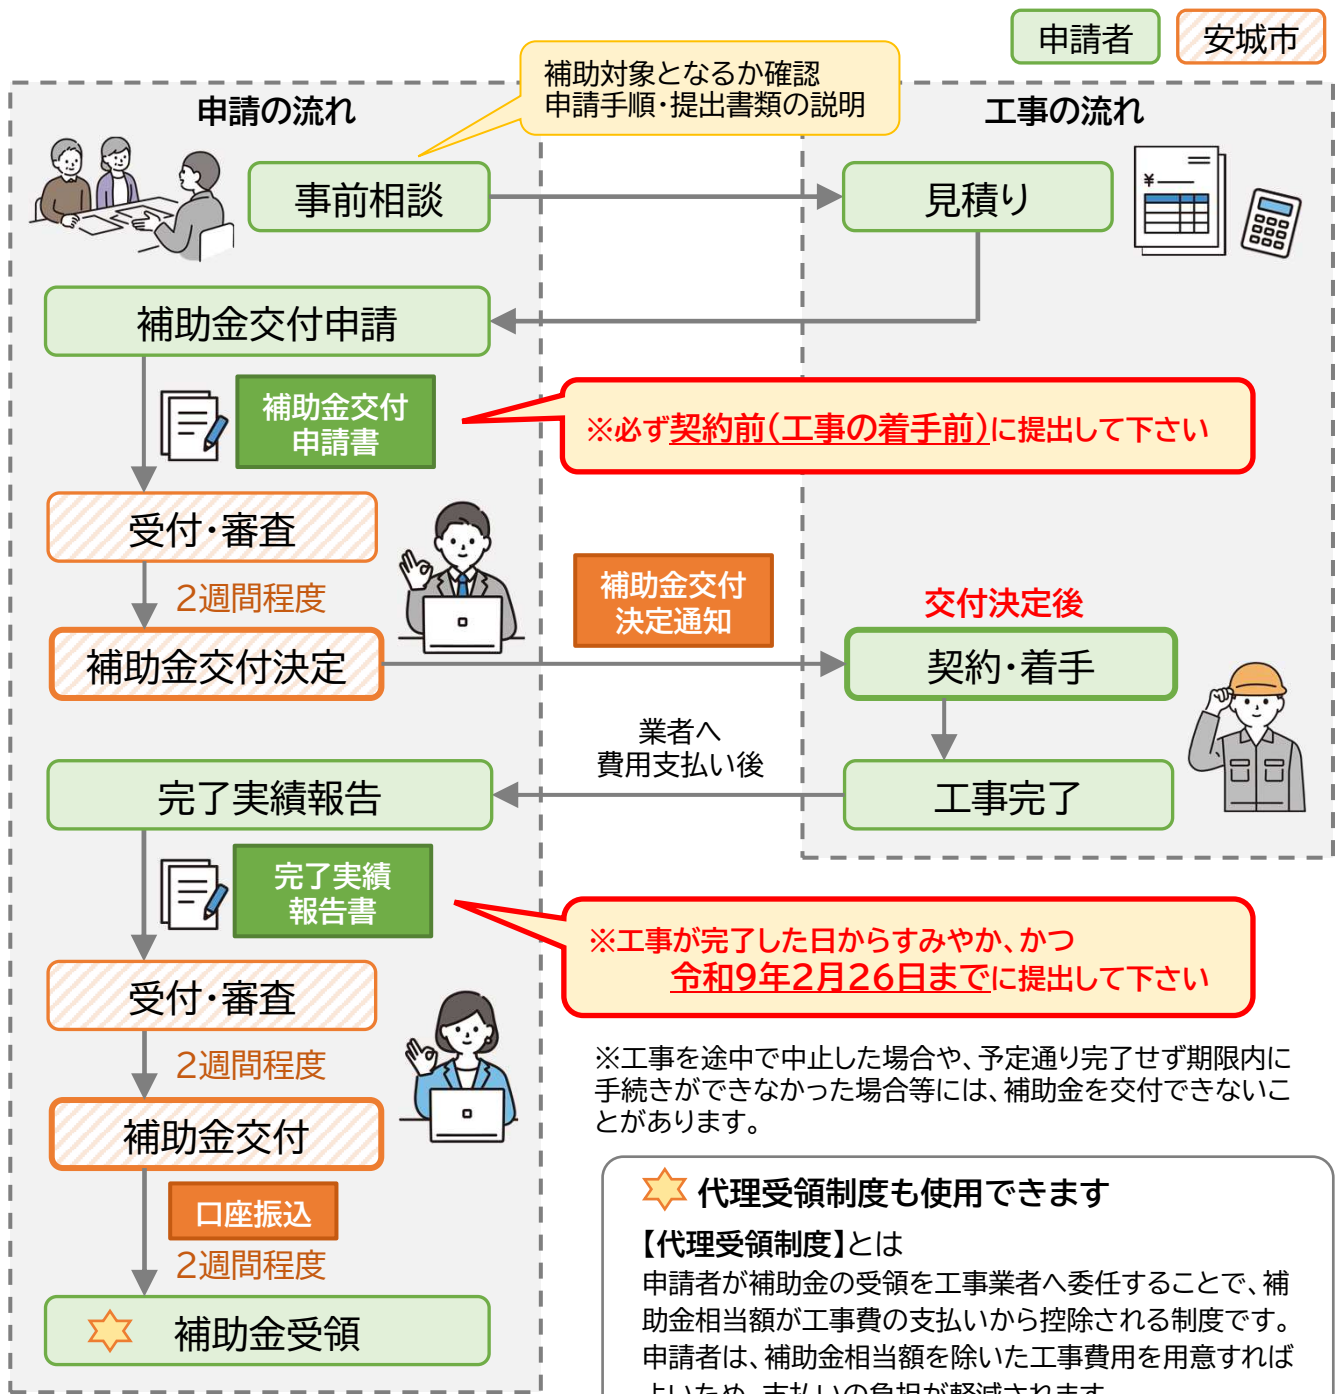 申請者
安城市
補助対象となるか確認
申請手順・提出書類の説明
申請の流れ
工事の流れ
事前相談
見積り
¥
補助金交付申請
補助金交付
申請書
※必ず契約前(工事の着手前)に提出して下さい
受付・審査
2週間程度
補助金交付
決定通知
交付決定後
補助金交付決定
契約・着手
業者へ
費用支払い後
完了実績報告
工事完了
完了実績
報告書
※工事が完了した日からすみやか、かつ
令和9年2月26日までに提出して下さい
受付・審査
2週間程度
※工事を途中で中止した場合や、予定通り完了せず期限内に
手続きができなかった場合等には、補助金を交付できないこ
とがあります。
補助金交付
口座振込
2週間程度
補助金受領
代理受領制度も使用できます
【代理受領制度】とは
申請者が補助金の受領を工事業者へ委任することで、補
助金相当額が工事費の支払いから控除される制度です。
申請者は、補助金相当額を除いた工事費用を用意すれば
よいため、支払いの負担が軽減されます